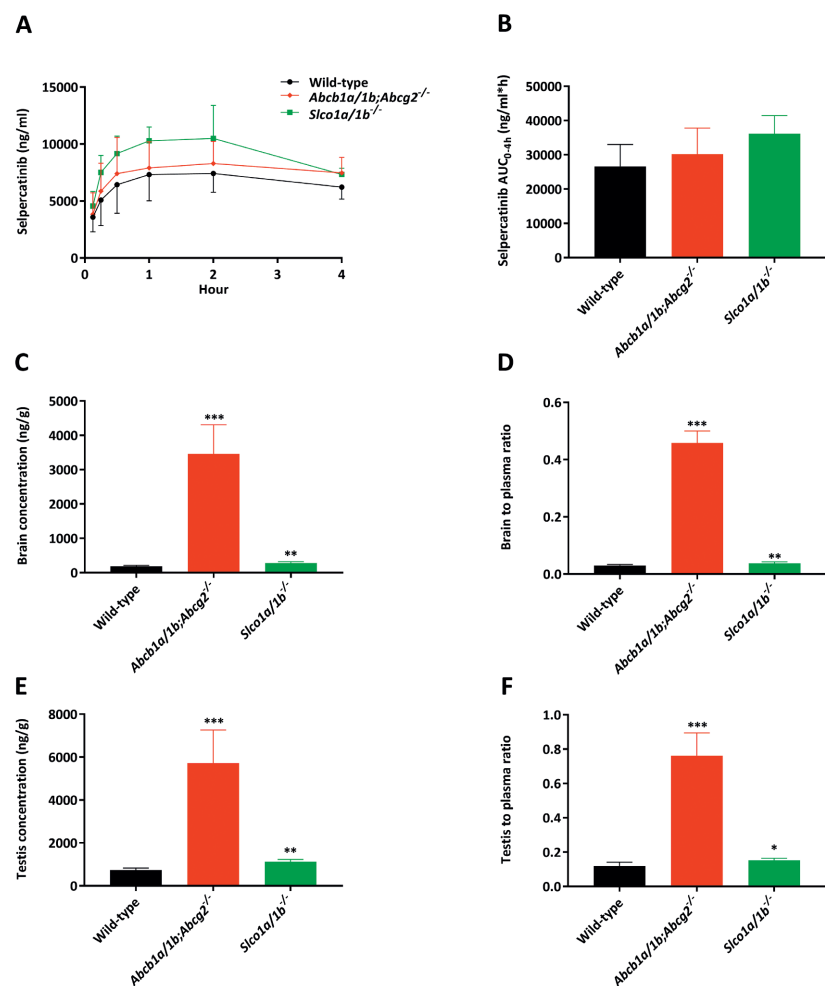 A
Selpercatinib (ng/ml)
15000
10000
5000
0
0
1
2
3
4
Hour
Wild-type
Abcb1a/1b;Abcg2-/-
Slco1a/1b-/-
B
Selpercatinib AUC0-4h (ng/ml*h)
50000
40000
30000
20000
10000
0
Wild-type
Abcb1a/1b;Abcg2-/-
Slco1a/1b-/-
C
Brain concentration (ng/g)
5000
4000
3000
2000
1000
0
***
**
Wild-type
Abcb1a/1b;Abcg2-/-
Slco1a/1b-/-
D
Brain to plasma ratio
0.6
0.4
0.2
0.0
***
**
Wild-type
Abcb1a/1b;Abcg2-/-
Slco1a/1b-/-
E
Testis concentration (ng/g)
8000
6000
4000
2000
0
***
**
Wild-type
Abcb1a/1b;Abcg2-/-
Slco1a/1b-/-
F
Testis to plasma ratio
1.0
0.8
0.6
0.4
0.2
0.0
***
*
Wild-type
Abcb1a/1b;Abcg2-/-
Slco1a/1b-/-